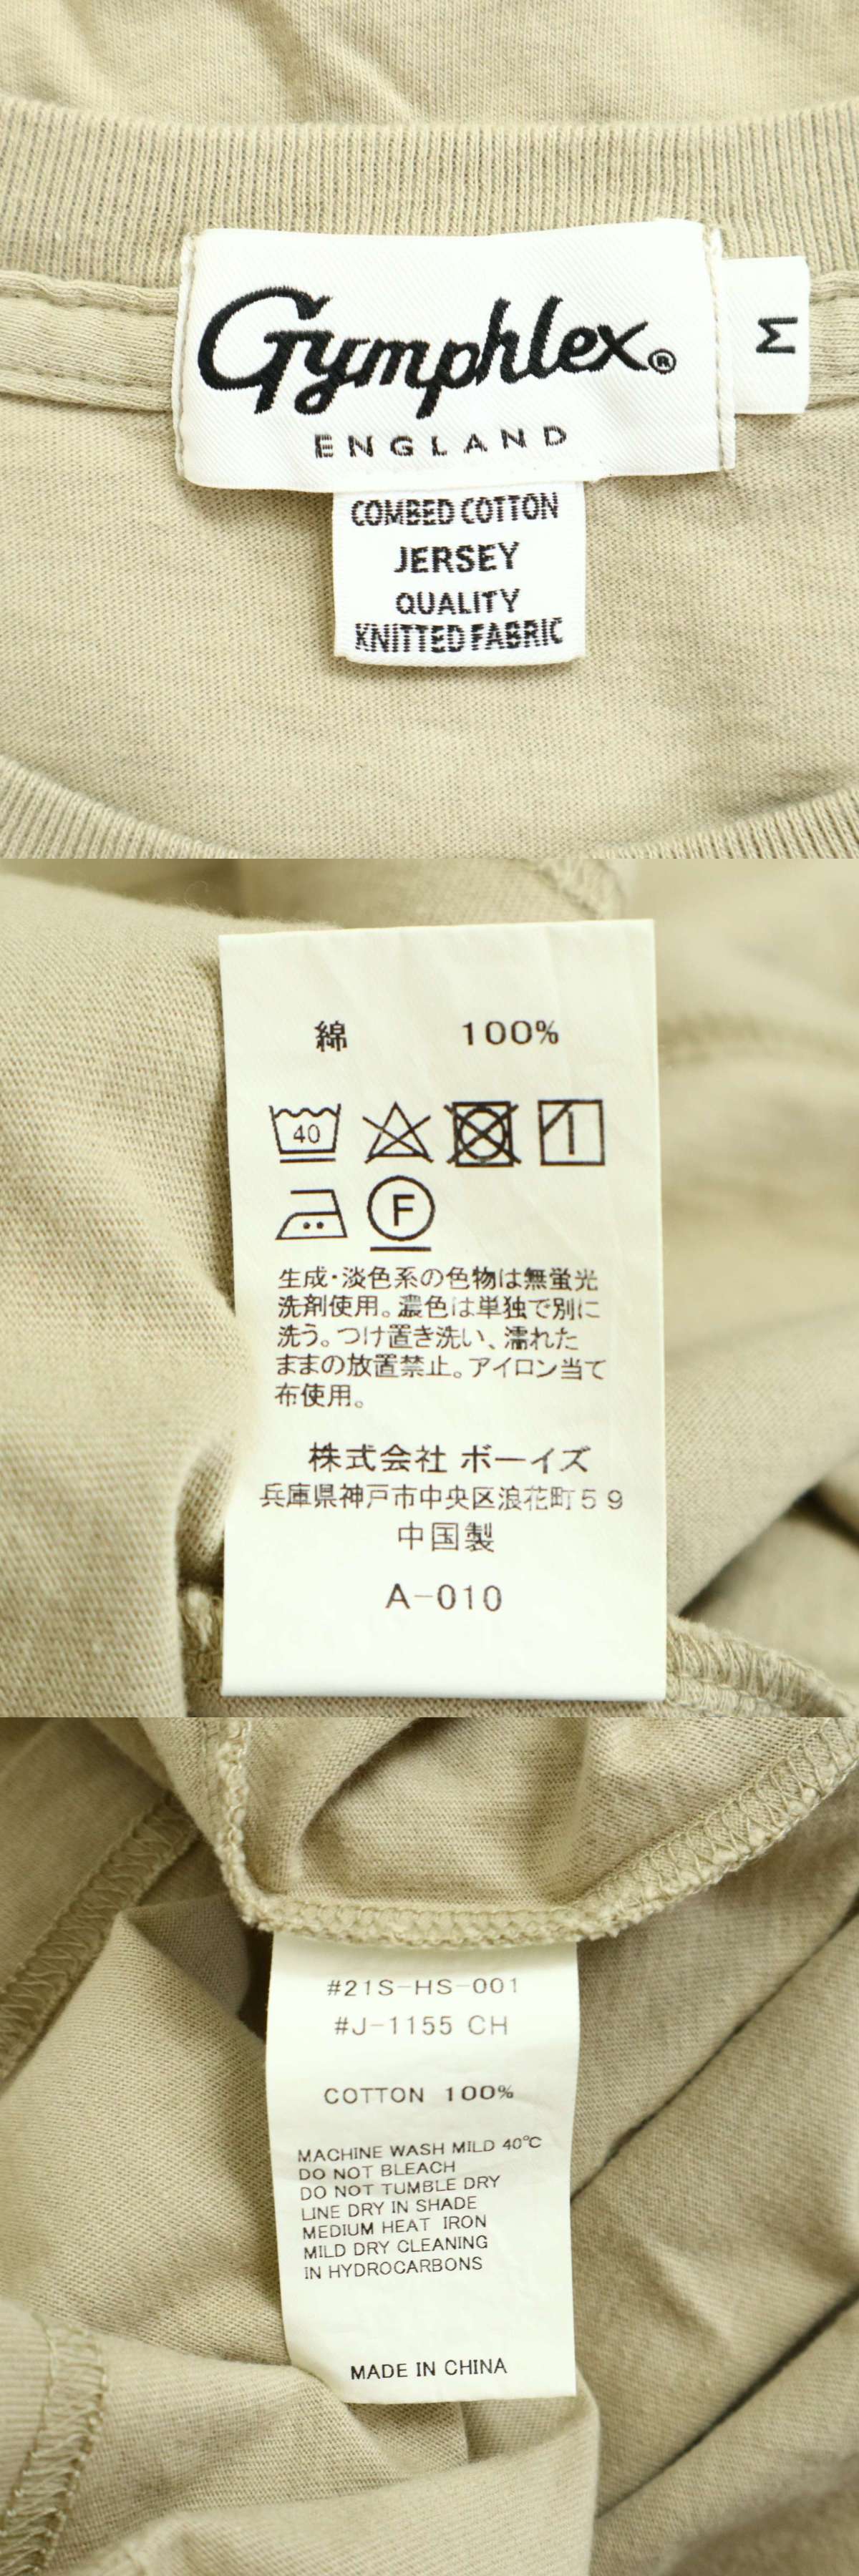 Gymphlex®
ENGLAND
M
COMBED COTTON
JERSEY
QUALITY
KNITTED FABRIC
綿 100%
40
F
生成・淡色系の色物は無蛍光
洗剤使用。濃色は単独で別に
洗う。つけ置き洗い、濡れた
ままの放置禁止。アイロン当て
布使用。
株式会社 ボーイズ
兵庫県神戸市中央区浪花町59
中国製
A-010
#21S-HS-001
#J-1155 CH
COTTON 100%
MACHINE WASH MILD 40℃
DO NOT BLEACH
DO NOT TUMBLE DRY
LINE DRY IN SHADE
MEDIUM HEAT IRON
MILD DRY CLEANING
IN HYDROCARBONS
MADE IN CHINA